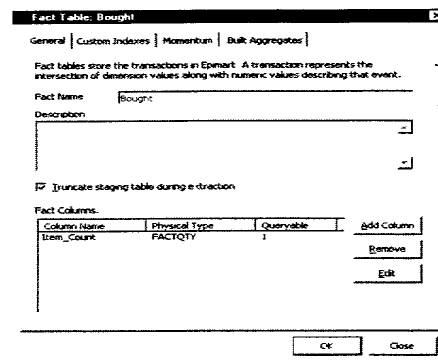 Fact Table: Bought
General Custom Indexes Momentum Built Aggregates
Fact tables store the transactions in Epimart A transaction represents the
intersection of dimension values along with numeric values describing that event.
Fact Name Bought
Description
Truncate staging table during extraction
Fact Columns.
Column Name Physical Type Queryable Add Column
Item_Count FACTQTY 1
Remove
Edit
OK Close